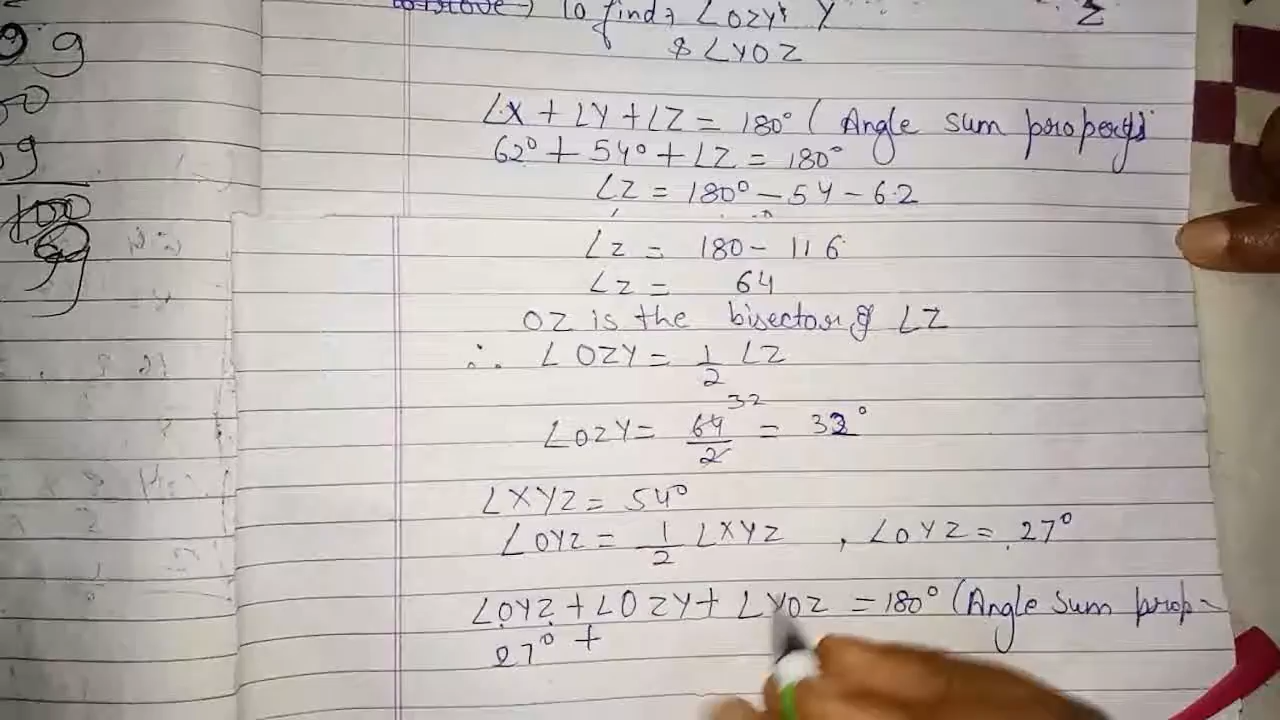 To find → ∠OZY
& ∠YOZ
∠X + ∠Y + ∠Z = 180° (Angle sum property)
62° + 54° + ∠Z = 180°
∠Z = 180° - 54 - 62
∠Z = 180 - 116
∠Z = 64
OZ is the bisector of ∠Z
∴ ∠OZY = 1/2 ∠Z
32
∠OZY = 64/2 = 32°
∠XYZ = 54°
∠OYZ = 1/2 ∠XYZ , ∠OYZ = 27°
∠OYZ + ∠OZY + ∠YOZ = 180° (Angle sum prop-
27° +